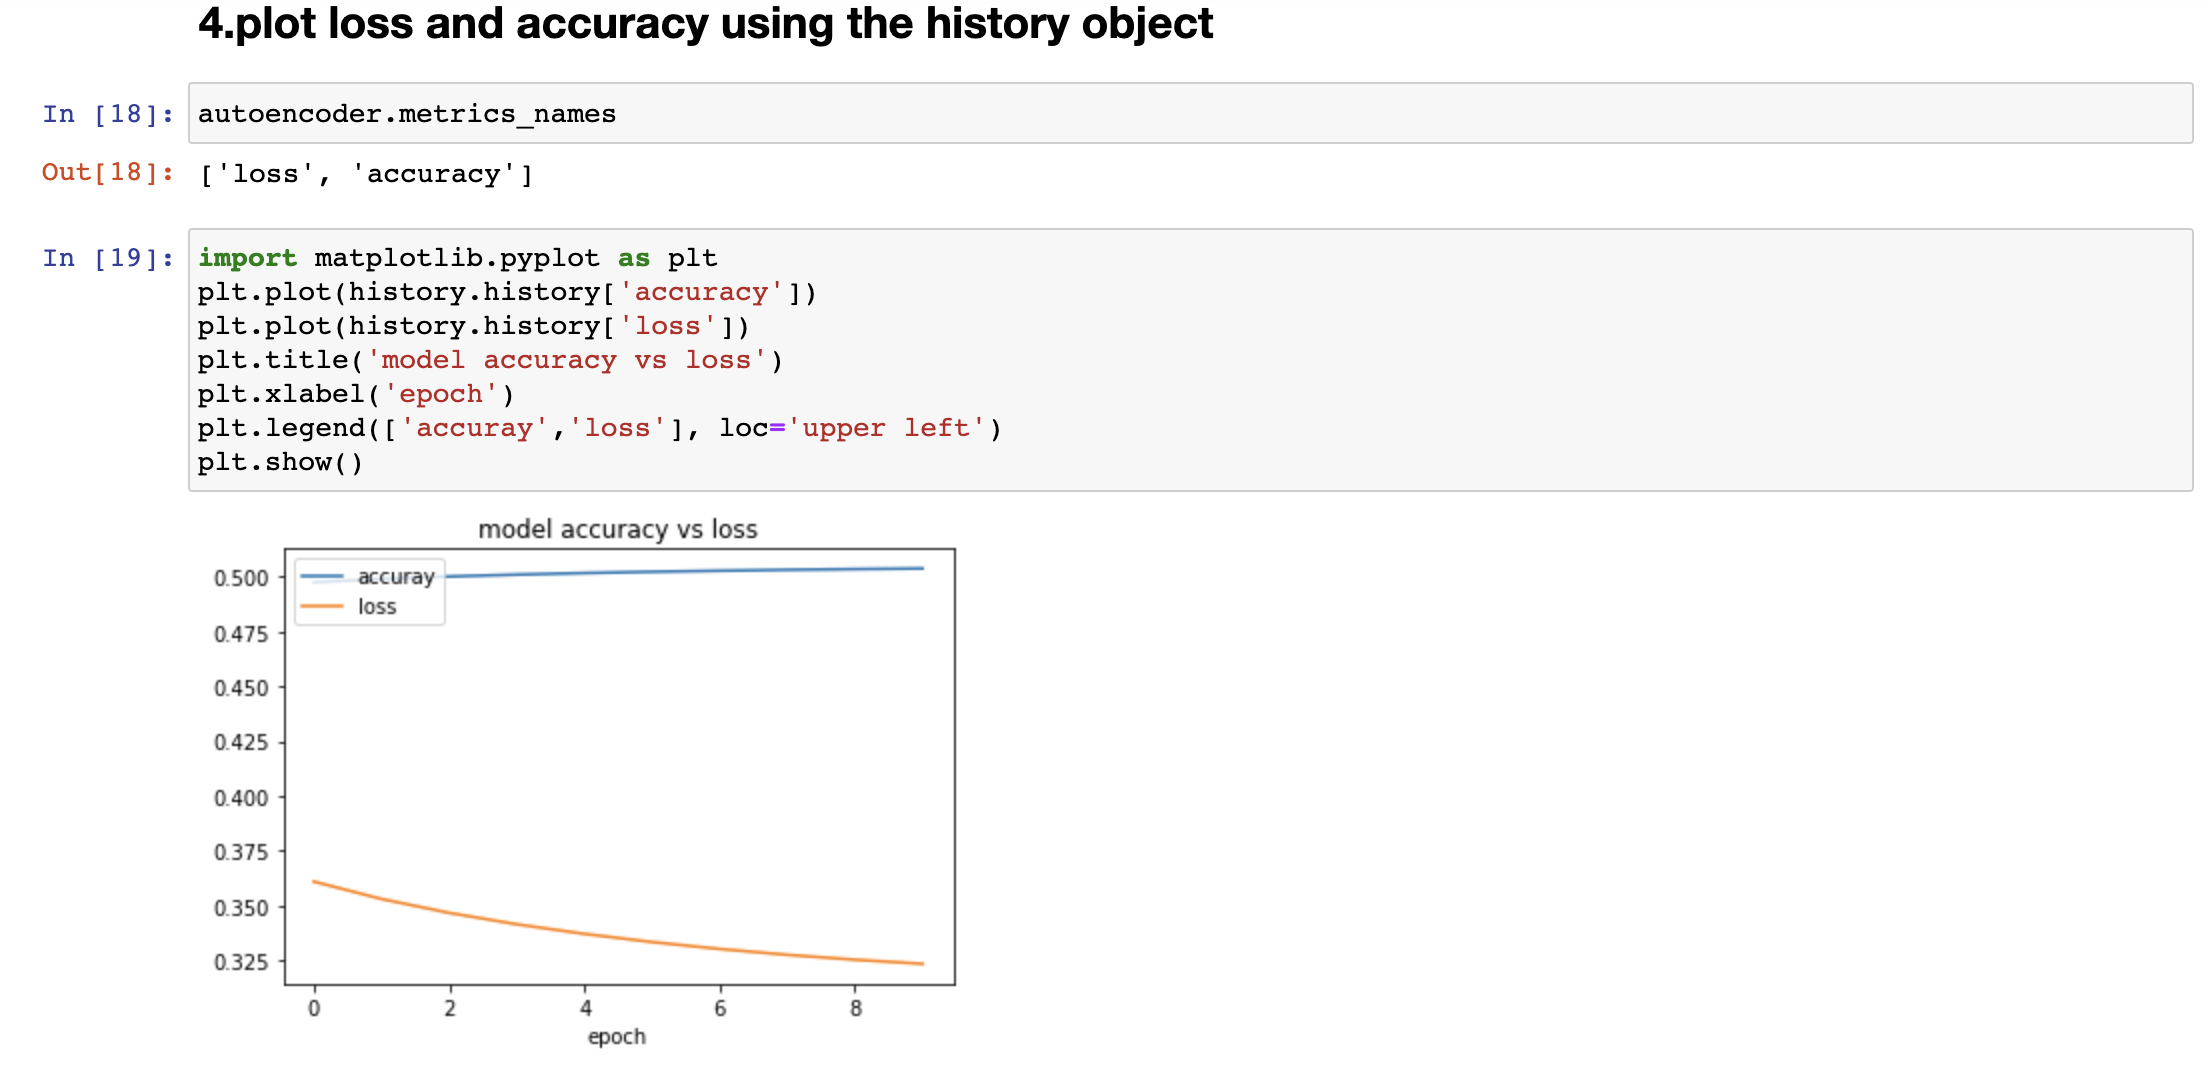 4.plot loss and accuracy using the history object
In [18]: autoencoder.metrics_names
Out[18]: ['loss', 'accuracy']
In [19]: import matplotlib.pyplot as plt
plt.plot(history.history['accuracy'])
plt.plot(history.history['loss'])
plt.title('model accuracy vs loss')
plt.xlabel('epoch')
plt.legend(['accuray','loss'], loc='upper left')
plt.show()
model accuracy vs loss
accuray
loss
0.500
0.475
0.450
0.425
0.400
0.375
0.350
0.325
0 2 4 6 8
epoch